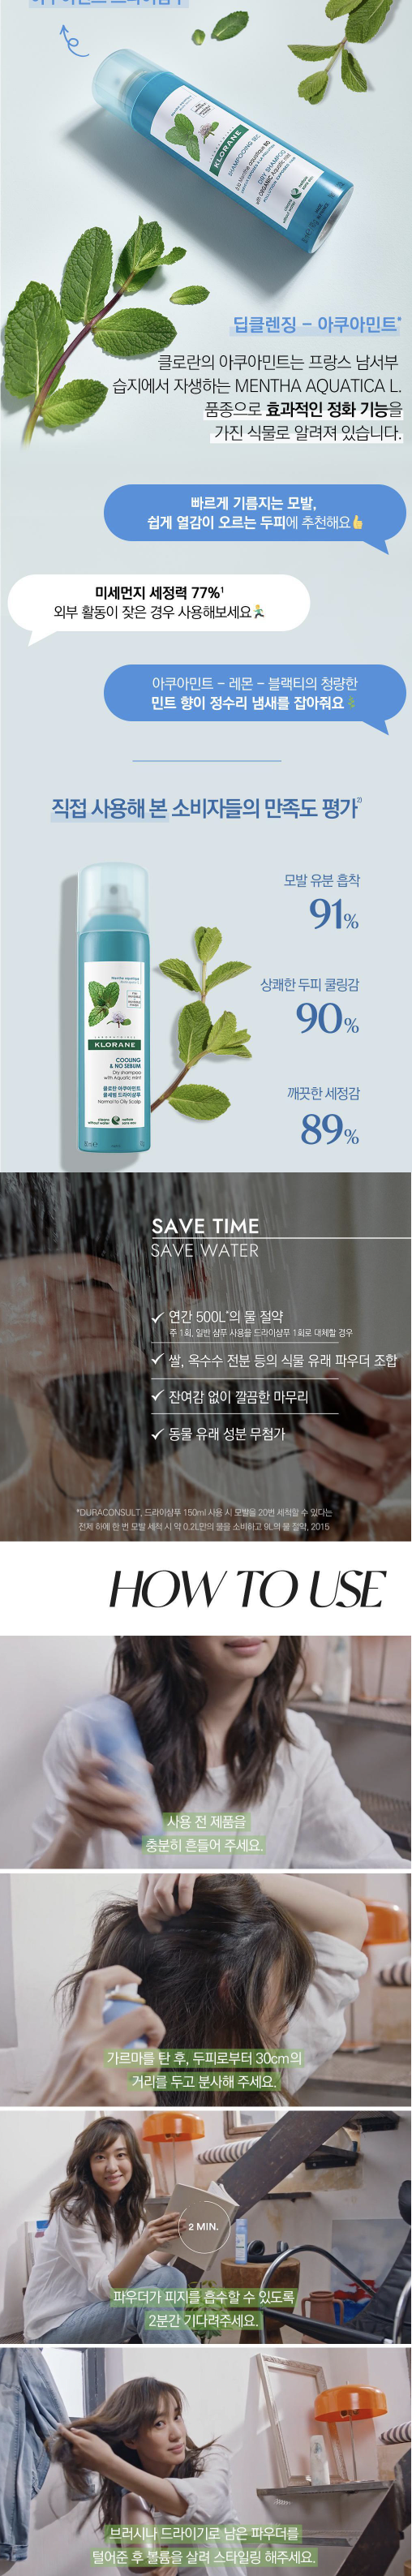 KLORANE
SHAMPOOING SEC
DRY SHAMPOO
딥클렌징 – 아쿠아민트*
클로란의 아쿠아민트는 프랑스 남서부
습지에서 자생하는 MENTHA AQUATICA L.
품종으로 효과적인 정화 기능을
가진 식물로 알려져 있습니다.
빠르게 기름지는 모발,
쉽게 열감이 오르는 두피에 추천해요👍
미세먼지 세정력 77%¹
외부 활동이 잦은 경우 사용해보세요
아쿠아민트 – 레몬 – 블랙티의 청량한
민트 향이 정수리 냄새를 잡아줘요
직접 사용해 본 소비자들의 만족도 평가²⁾
모발 유분 흡착
91%
상쾌한 두피 쿨링감
90%
깨끗한 세정감
89%
KLORANE
COOLING
& NO SEBUM
Dry shampoo
with Aquatic mint
클로란 아쿠아민트
쿨세범 드라이샴푸
Normal to Oily Scalp
SAVE TIME
SAVE WATER
연간 500L*의 물 절약
주 1회, 일반 샴푸 사용을 드라이샴푸 1회로 대체할 경우
쌀, 옥수수 전분 등의 식물 유래 파우더 조합
잔여감 없이 깔끔한 마무리
동물 유래 성분 무첨가
*DURACONSULT, 드라이샴푸 150ml 사용 시 모발을 20번 세척할 수 있다는
전제 하에 한 번 모발 세척 시 약 0.2L만의 물을 소비하고 9L의 물 절약, 2015
HOW TO USE
사용 전 제품을
충분히 흔들어 주세요.
가르마를 탄 후, 두피로부터 30cm의
거리를 두고 분사해 주세요.
2 MIN.
파우더가 피지를 흡수할 수 있도록
2분간 기다려주세요.
브러시나 드라이기로 남은 파우더를
털어준 후 볼륨을 살려 스타일링 해주세요.